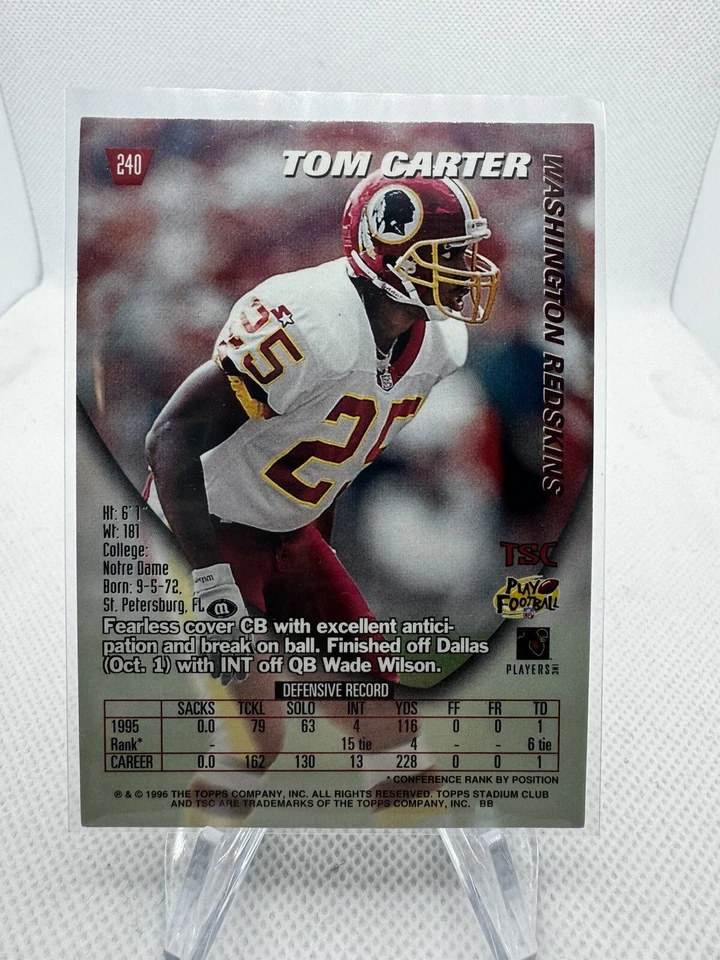 240
TOM CARTER
WASHINGTON REDSKINS
25
25
Ht: 6'1"
Wt: 181
College:
Notre Dame
Born: 9-5-72,
St. Petersburg, FL
TSC
PLAY
FOOTBALL
NFL
PLAYERS INC
m
Fearless cover CB with excellent antici-
pation and break on ball. Finished off Dallas
(Oct. 1) with INT off QB Wade Wilson.
DEFENSIVE RECORD
SACKS TCKL SOLO INT YDS FF FR TD
1995 0.0 79 63 4 116 0 0 1
Rank* - 15 tie 4 - - 6 tie
CAREER 0.0 162 130 13 228 0 0 1
* CONFERENCE RANK BY POSITION
® & © 1996 THE TOPPS COMPANY, INC. ALL RIGHTS RESERVED. TOPPS STADIUM CLUB
AND TSC ARE TRADEMARKS OF THE TOPPS COMPANY, INC. BB